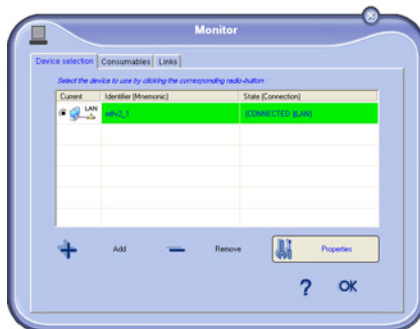 Monitor
Device selection Consumables Links
Select the device to use by clicking the corresponding radio-button :
Current Identifier (Mnemonic) State (Connection)
LAN (CONNECTED )(LAN)
Add Remove Properties
? OK